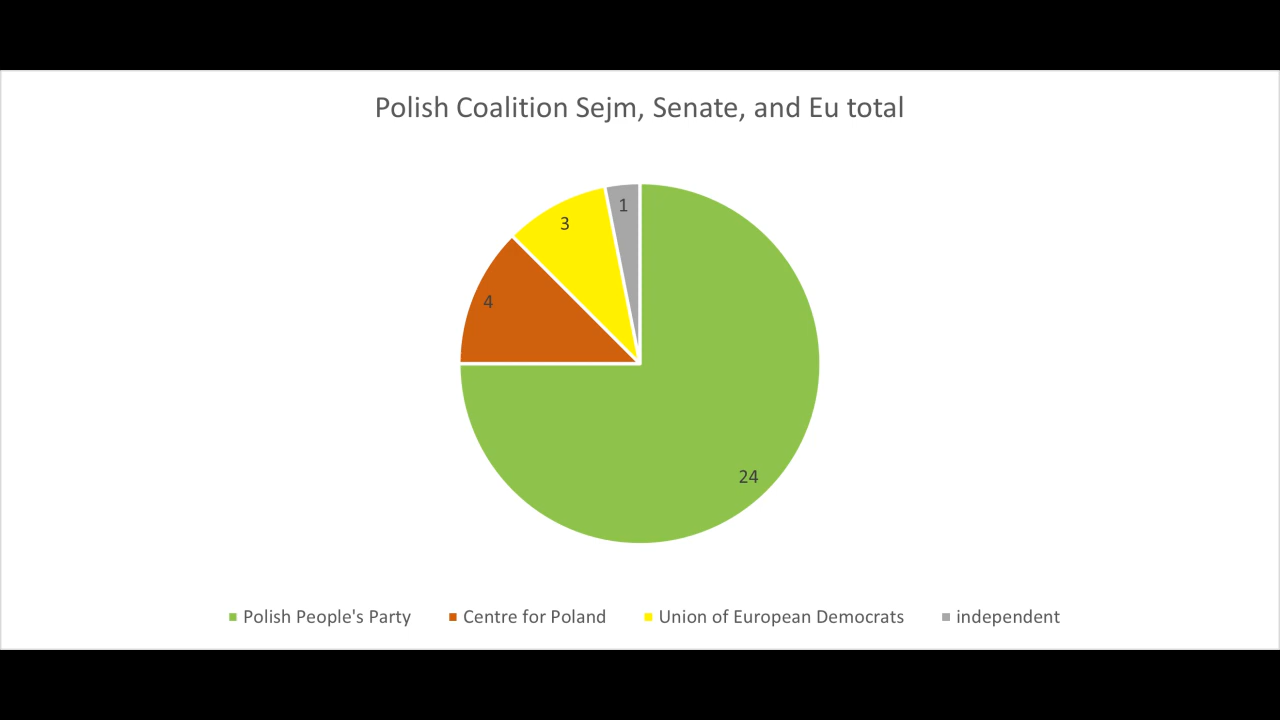 Polish Coalition Sejm, Senate, and Eu total
1
3
4
24
Polish People's Party Centre for Poland Union of European Democrats independent